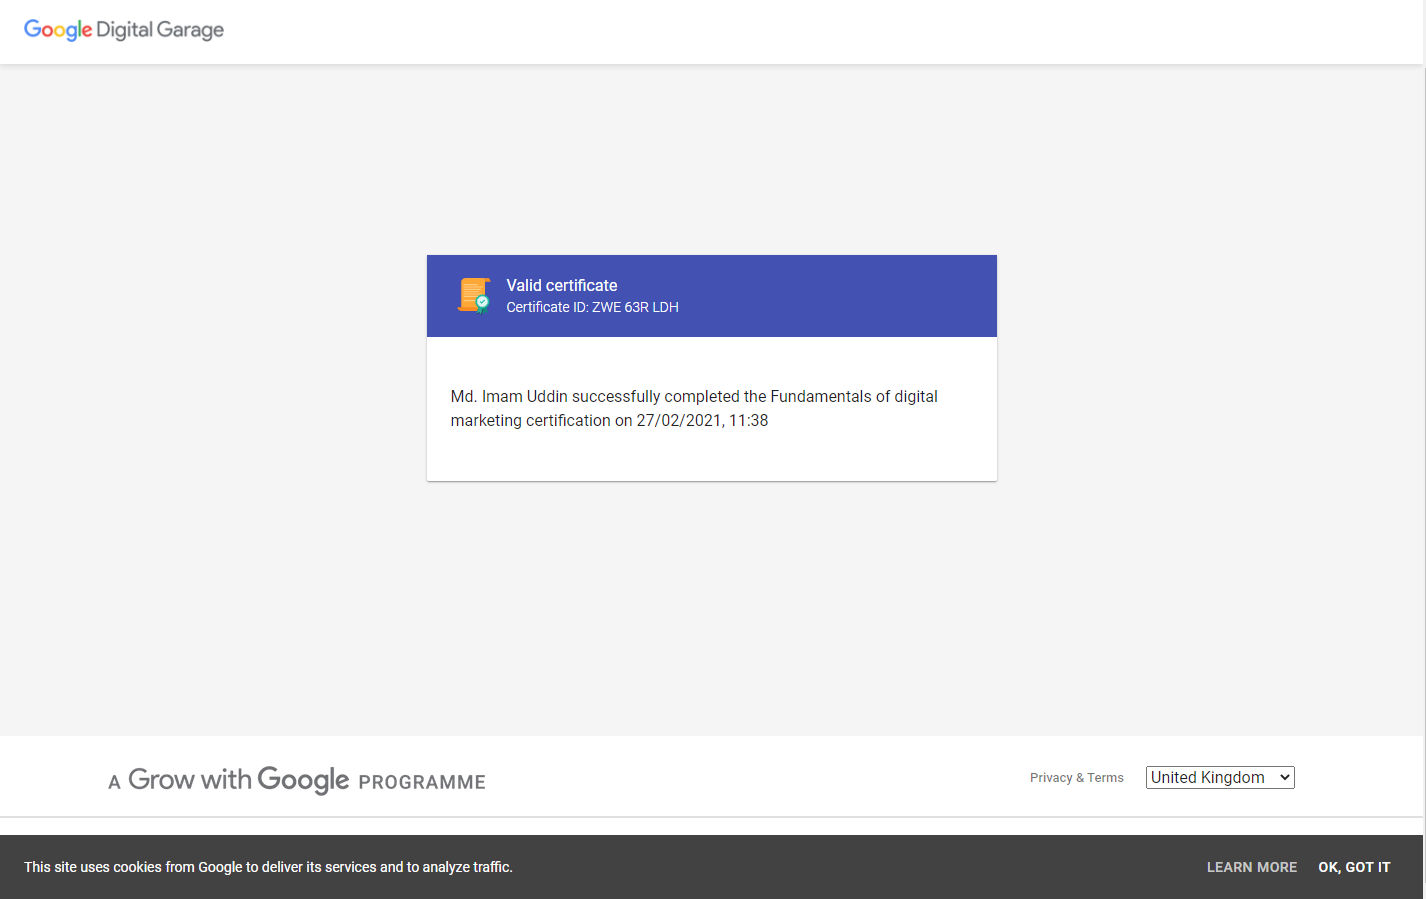 Google Digital Garage
Valid certificate
Certificate ID: ZWE 63R LDH
Md. Imam Uddin successfully completed the Fundamentals of digital
marketing certification on 27/02/2021, 11:38
A Grow with Google PROGRAMME
Privacy & Terms
United Kingdom
This site uses cookies from Google to deliver its services and to analyze traffic.
LEARN MORE
OK, GOT IT